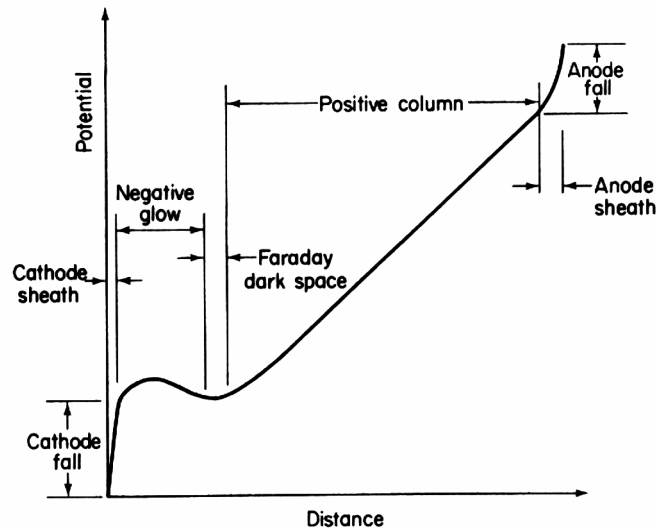 Potential
Anode
fall
Positive column
Negative
glow
Anode
sheath
Cathode
sheath
Faraday
dark space
Cathode
fall
Distance